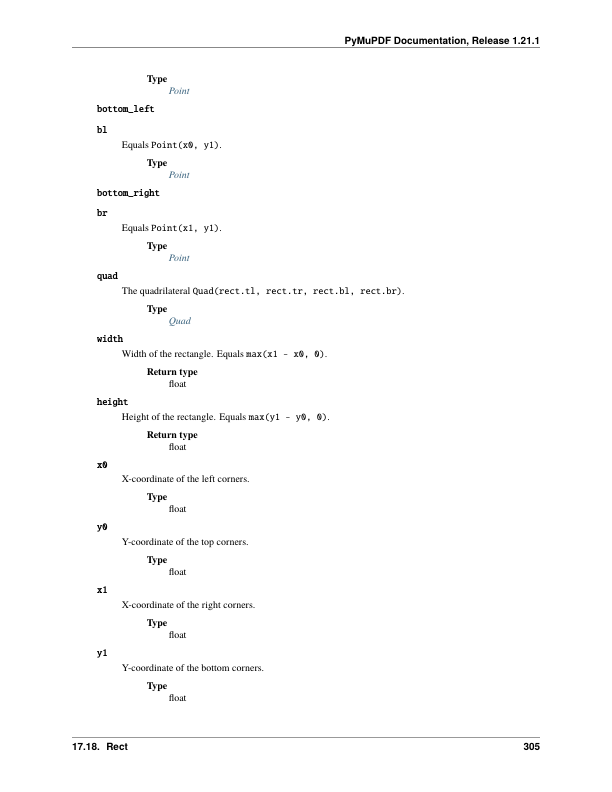 PyMuPDF Documentation, Release 1.21.1
Type
Point
bottom_left
bl
Equals Point(x0, y1).
Type
Point
bottom_right
br
Equals Point(x1, y1).
Type
Point
quad
The quadrilateral Quad(rect.tl, rect.tr, rect.bl, rect.br).
Type
Quad
width
Width of the rectangle. Equals max(x1 - x0, 0).
Return type
float
height
Height of the rectangle. Equals max(y1 - y0, 0).
Return type
float
x0
X-coordinate of the left corners.
Type
float
y0
Y-coordinate of the top corners.
Type
float
x1
X-coordinate of the right corners.
Type
float
y1
Y-coordinate of the bottom corners.
Type
float
17.18. Rect 305